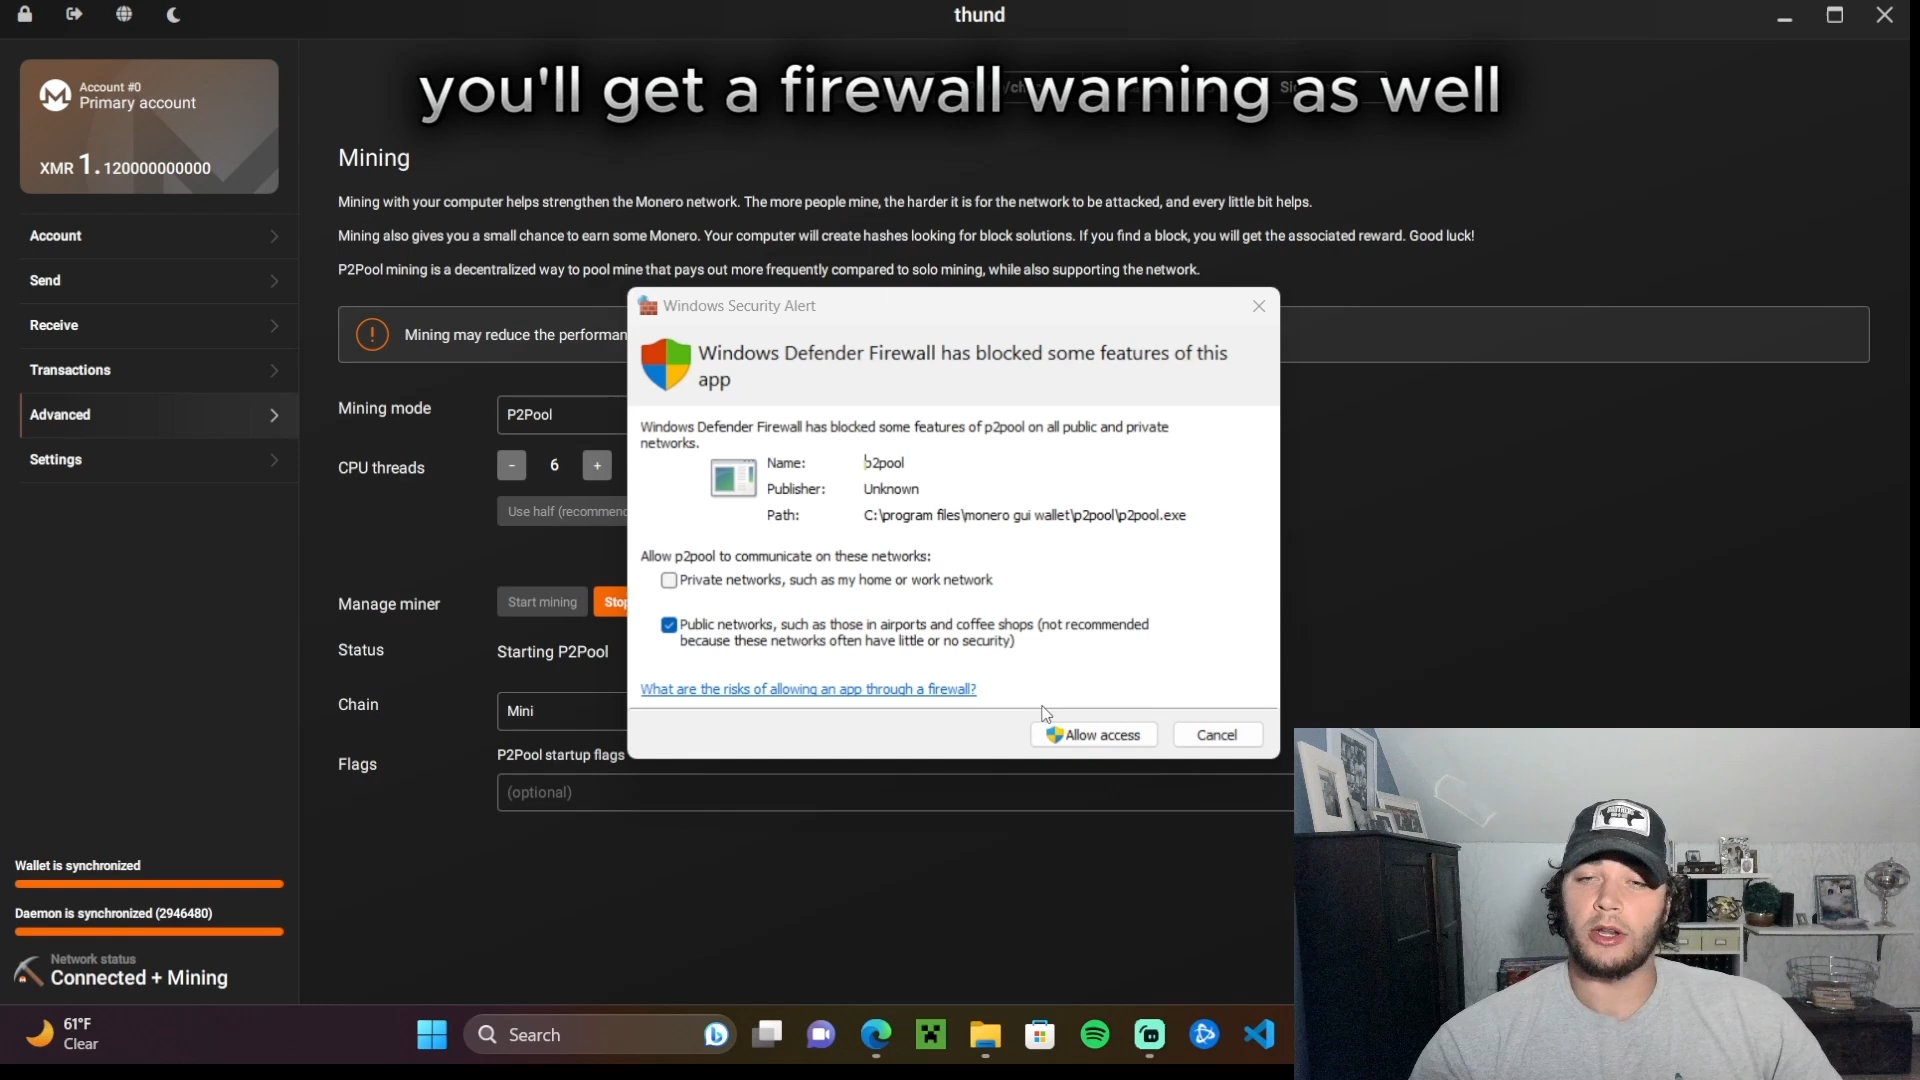 thund
you'll get a firewall warning as well
Account #0
Primary account
XMR 1.120000000000
Account
Send
Receive
Transactions
Advanced
Settings
Wallet is synchronized
Daemon is synchronized (2946480)
Network status
Connected + Mining
Mining
Mining with your computer helps strengthen the Monero network. The more people mine, the harder it is for the network to be attacked, and every little bit helps.
Mining also gives you a small chance to earn some Monero. Your computer will create hashes looking for block solutions. If you find a block, you will get the associated reward. Good luck!
P2Pool mining is a decentralized way to pool mine that pays out more frequently compared to solo mining, while also supporting the network.
Mining may reduce the performan
Mining mode
P2Pool
CPU threads
- 6 +
Use half (recommend
Manage miner
Start mining
Stop
Status
Starting P2Pool
Chain
Mini
Flags
P2Pool startup flags
(optional)
Windows Security Alert
Windows Defender Firewall has blocked some features of this
app
Windows Defender Firewall has blocked some features of p2pool on all public and private
networks.
Name: p2pool
Publisher: Unknown
Path: C:\program files\monero gui wallet\p2pool\p2pool.exe
Allow p2pool to communicate on these networks:
Private networks, such as my home or work network
Public networks, such as those in airports and coffee shops (not recommended
because these networks often have little or no security)
What are the risks of allowing an app through a firewall?
Allow access
Cancel
61°F
Clear
Search